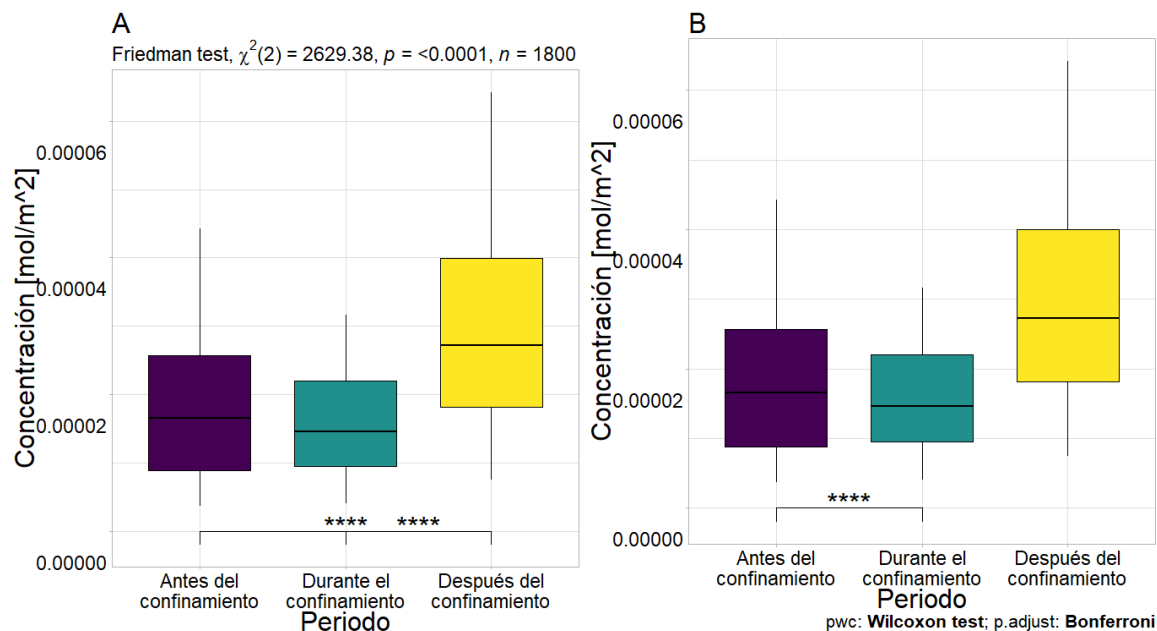 A
Friedman test, χ²(2) = 2629.38, p = <0.0001, n = 1800
Concentración [mol/m^2]
0.00006
0.00004
0.00002
0.00000
**** ****
Antes del confinamiento
Durante el confinamiento
Después del confinamiento
Periodo
B
Concentración [mol/m^2]
0.00006
0.00004
0.00002
0.00000
****
Antes del confinamiento
Durante el confinamiento
Después del confinamiento
Periodo
pwc: Wilcoxon test; p.adjust: Bonferroni